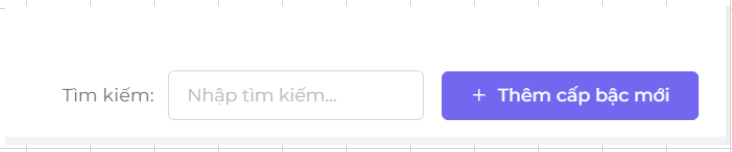 Tìm kiếm: Nhập tìm kiếm... + Thêm cấp bậc mới